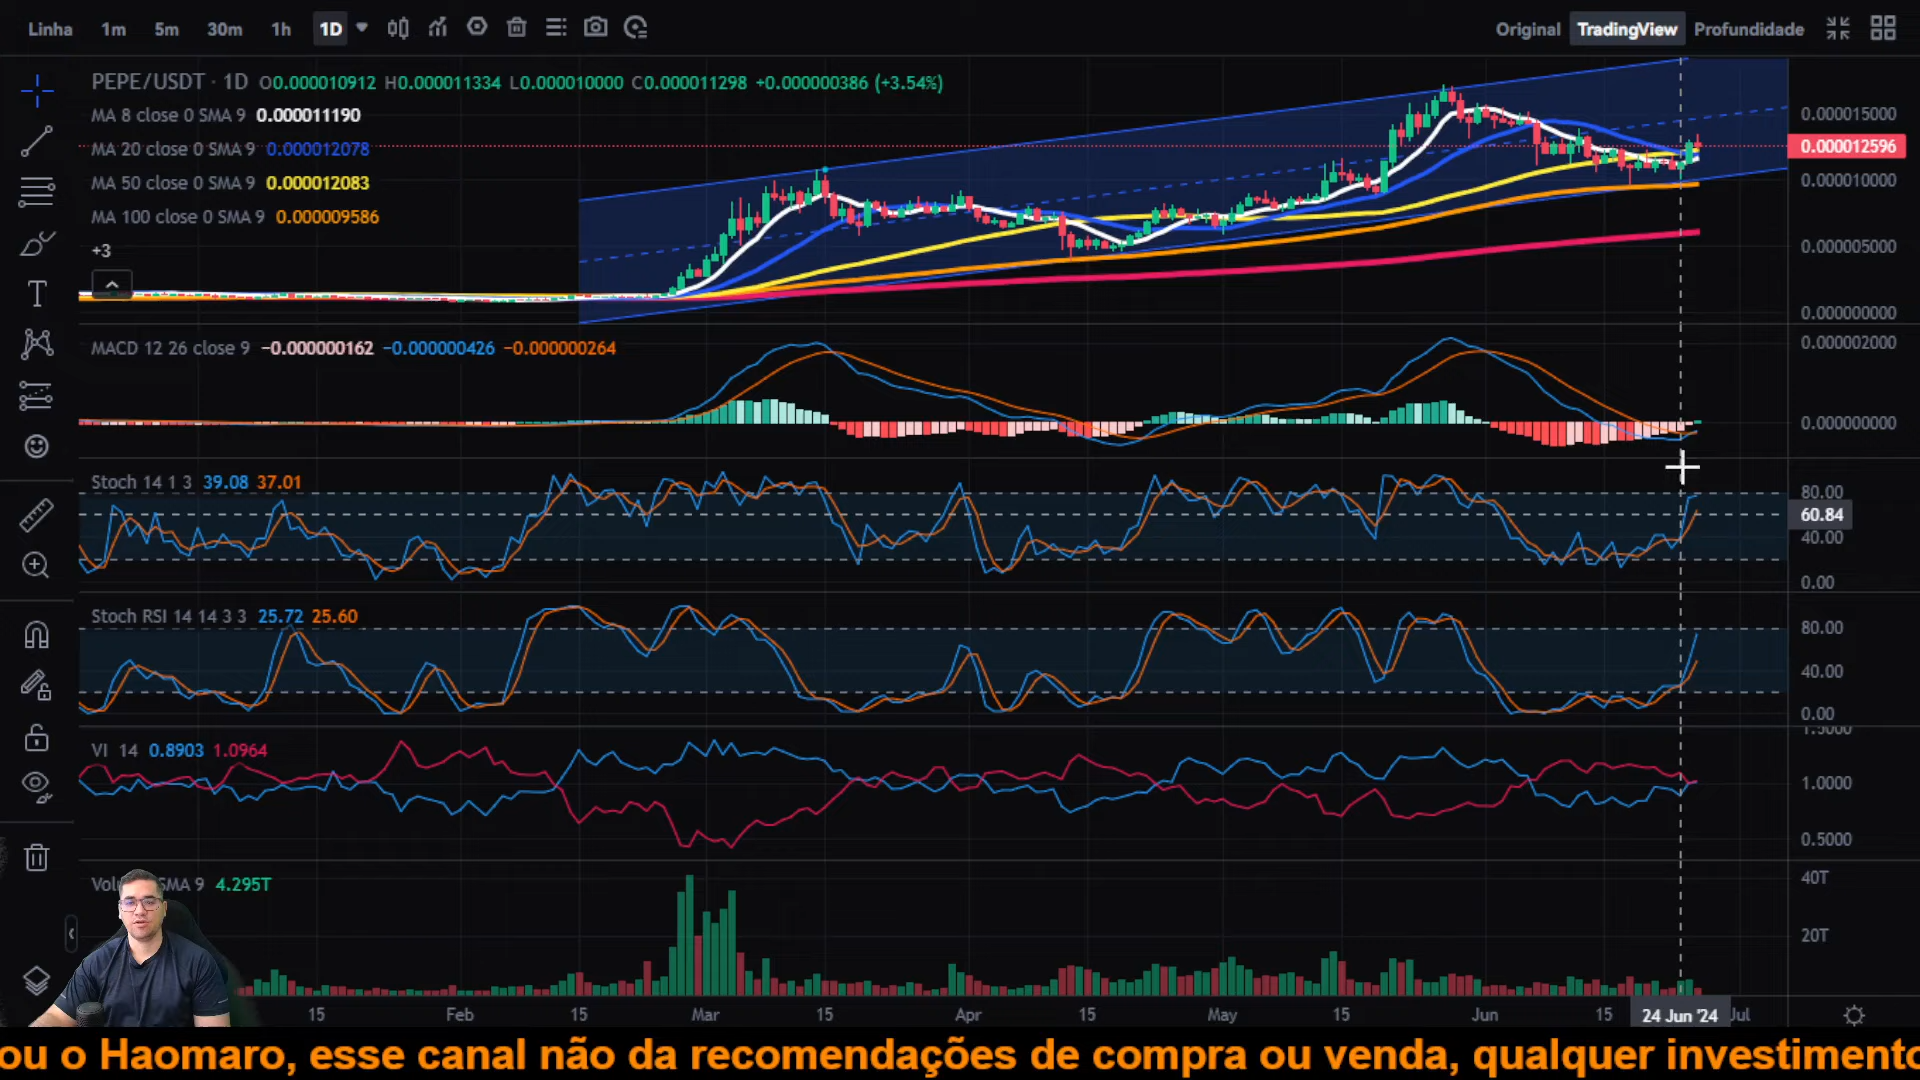 Linha 1m 5m 30m 1h 1D Original TradingView Profundidade
PEPE/USDT · 1D O0.000010912 H0.000011334 L0.000010000 C0.000011298 +0.000000386 (+3.54%)
MA 8 close 0 SMA 9 0.000011190
MA 20 close 0 SMA 9 0.000012078
MA 50 close 0 SMA 9 0.000012083
MA 100 close 0 SMA 9 0.000009586
+3
0.000015000
0.000012596
0.000010000
0.000005000
0.000000000
MACD 12 26 close 9 −0.000000162 −0.000000426 −0.000000264
0.000002000
0.000000000
Stoch 14 1 3 39.08 37.01
80.00
60.84
40.00
0.00
Stoch RSI 14 14 3 3 25.72 25.60
80.00
40.00
0.00
VI 14 0.8903 1.0964
1.5000
1.0000
0.5000
SMA 9 4.295T
40T
20T
15 Feb 15 Mar 15 Apr 15 May 15 Jun 15 24 Jun '24 Jul
ou o Haomaro, esse canal não da recomendações de compra ou venda, qualquer investimento